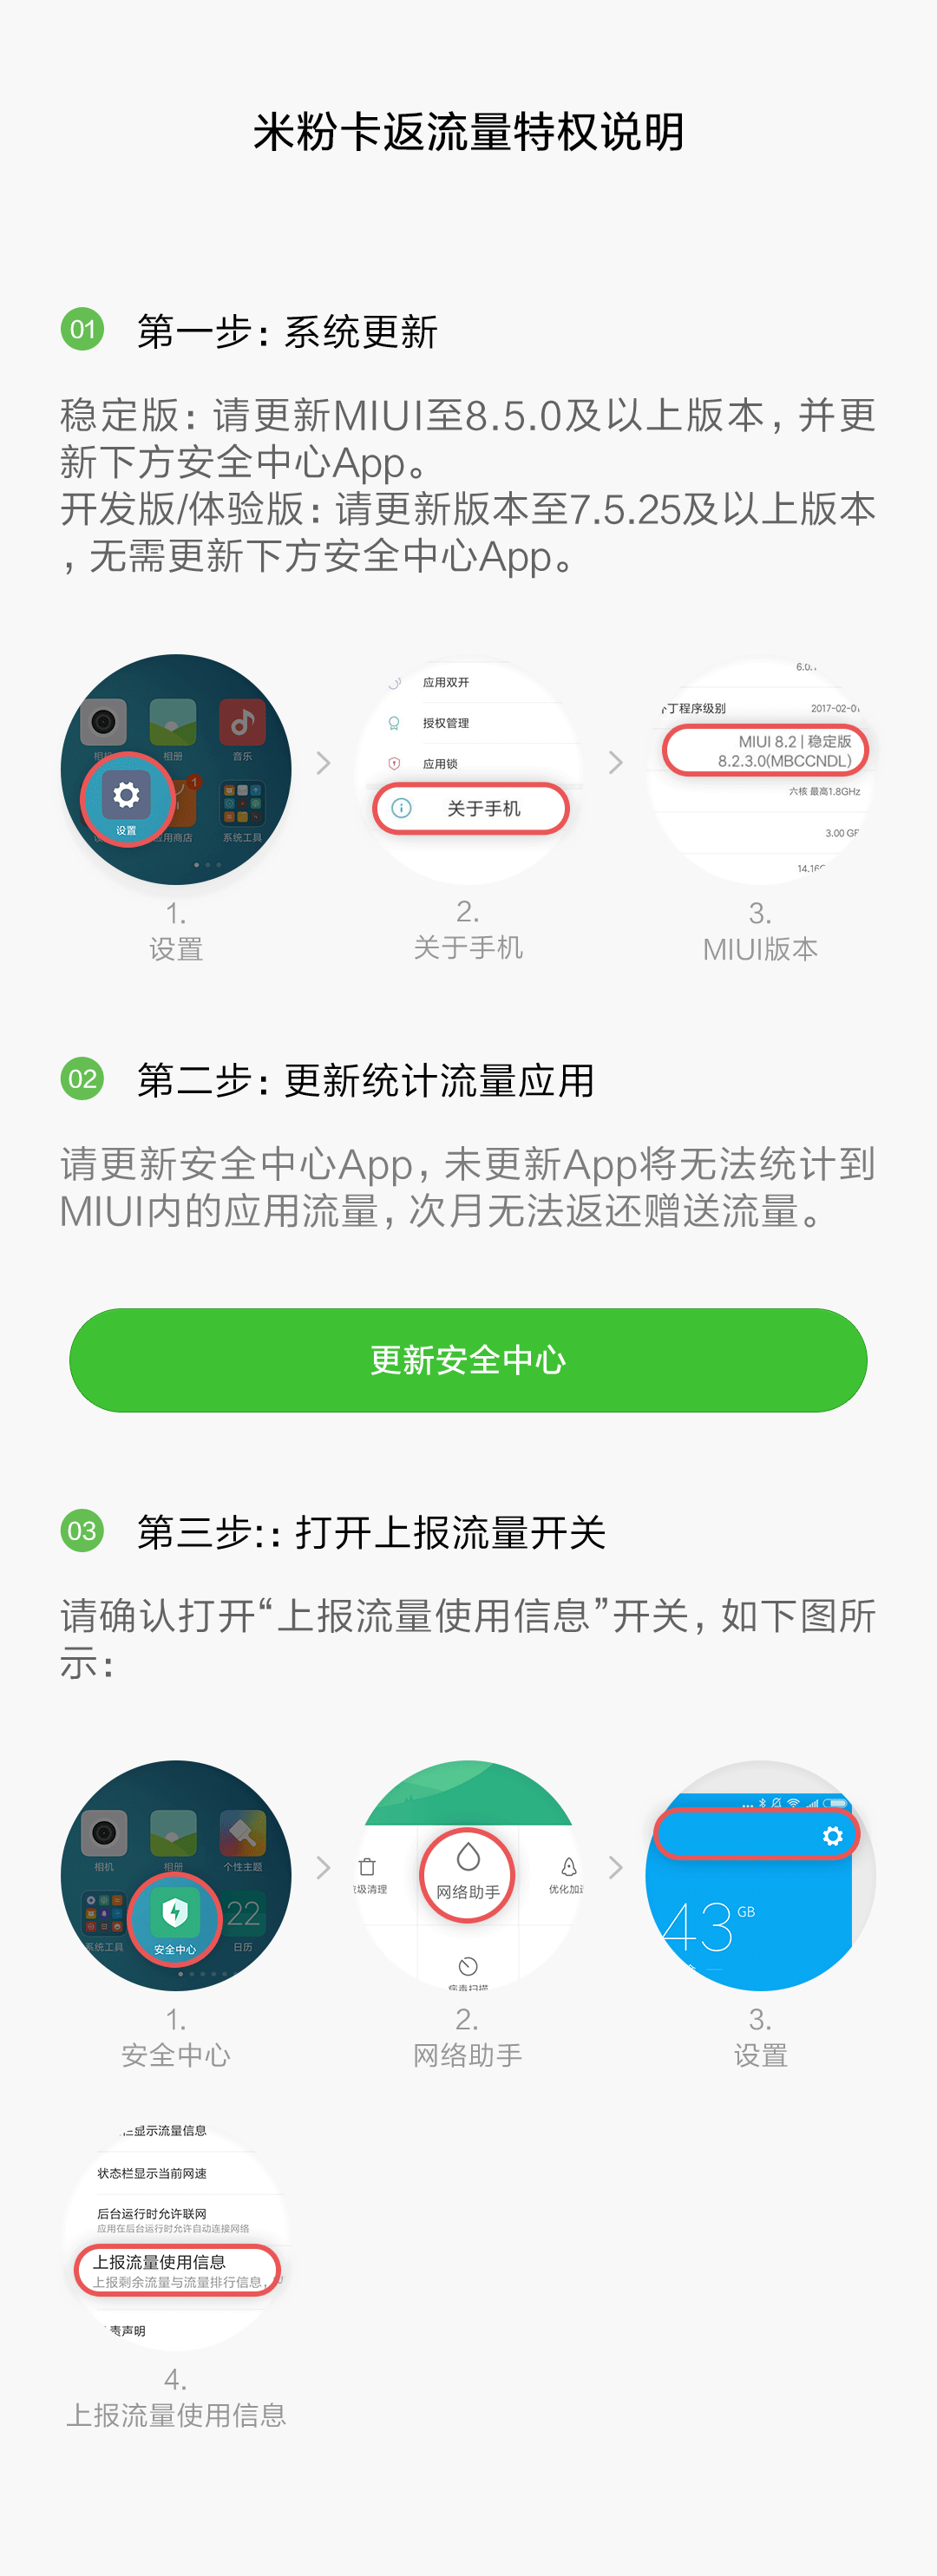 米粉卡返流量特权说明
01 第一步：系统更新
稳定版：请更新MIUI至8.5.0及以上版本，并更
新下方安全中心App。
开发版/体验版：请更新版本至7.5.25及以上版本
，无需更新下方安全中心App。
相册
音乐
设置
1
系统工具
应用双开
授权管理
应用锁
关于手机
2017-02-01
MIUI 8.2 | 稳定版
8.2.3.0(MBCCNDL)
六核 最高1.8GHz
3.00 GB
1.
设置
2.
关于手机
3.
MIUI版本
02 第二步：更新统计流量应用
请更新安全中心App，未更新App将无法统计到
MIUI内的应用流量，次月无法返还赠送流量。
更新安全中心
03 第三步:：打开上报流量开关
请确认打开“上报流量使用信息”开关，如下图所
示：
相机
相册
个性主题
系统工具
安全中心
22
日历
垃圾清理
网络助手
优化加速
病毒扫描
43 GB
1.
安全中心
2.
网络助手
3.
设置
显示流量信息
状态栏显示当前网速
后台运行时允许联网
应用在后台运行时允许自动连接网络
上报流量使用信息
上报剩余流量与流量排行信息，
责声明
4.
上报流量使用信息